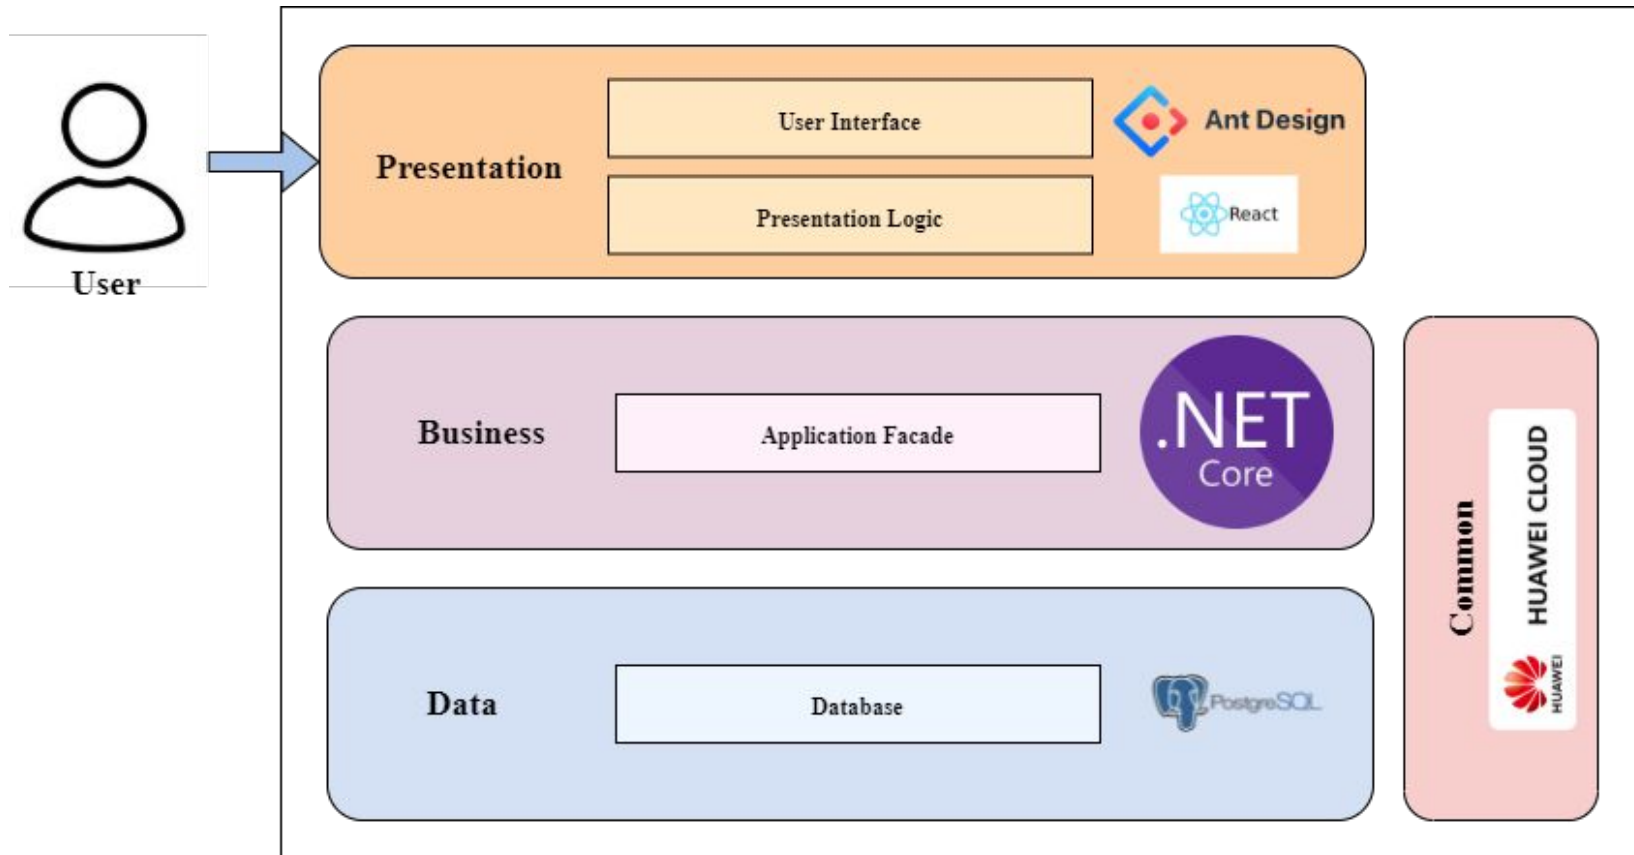 User
Presentation
User Interface
Ant Design
Presentation Logic
React
Business
Application Facade
.NET
Core
Data
Database
PostgreSQL
Common
HUAWEI CLOUD
HUAWEI